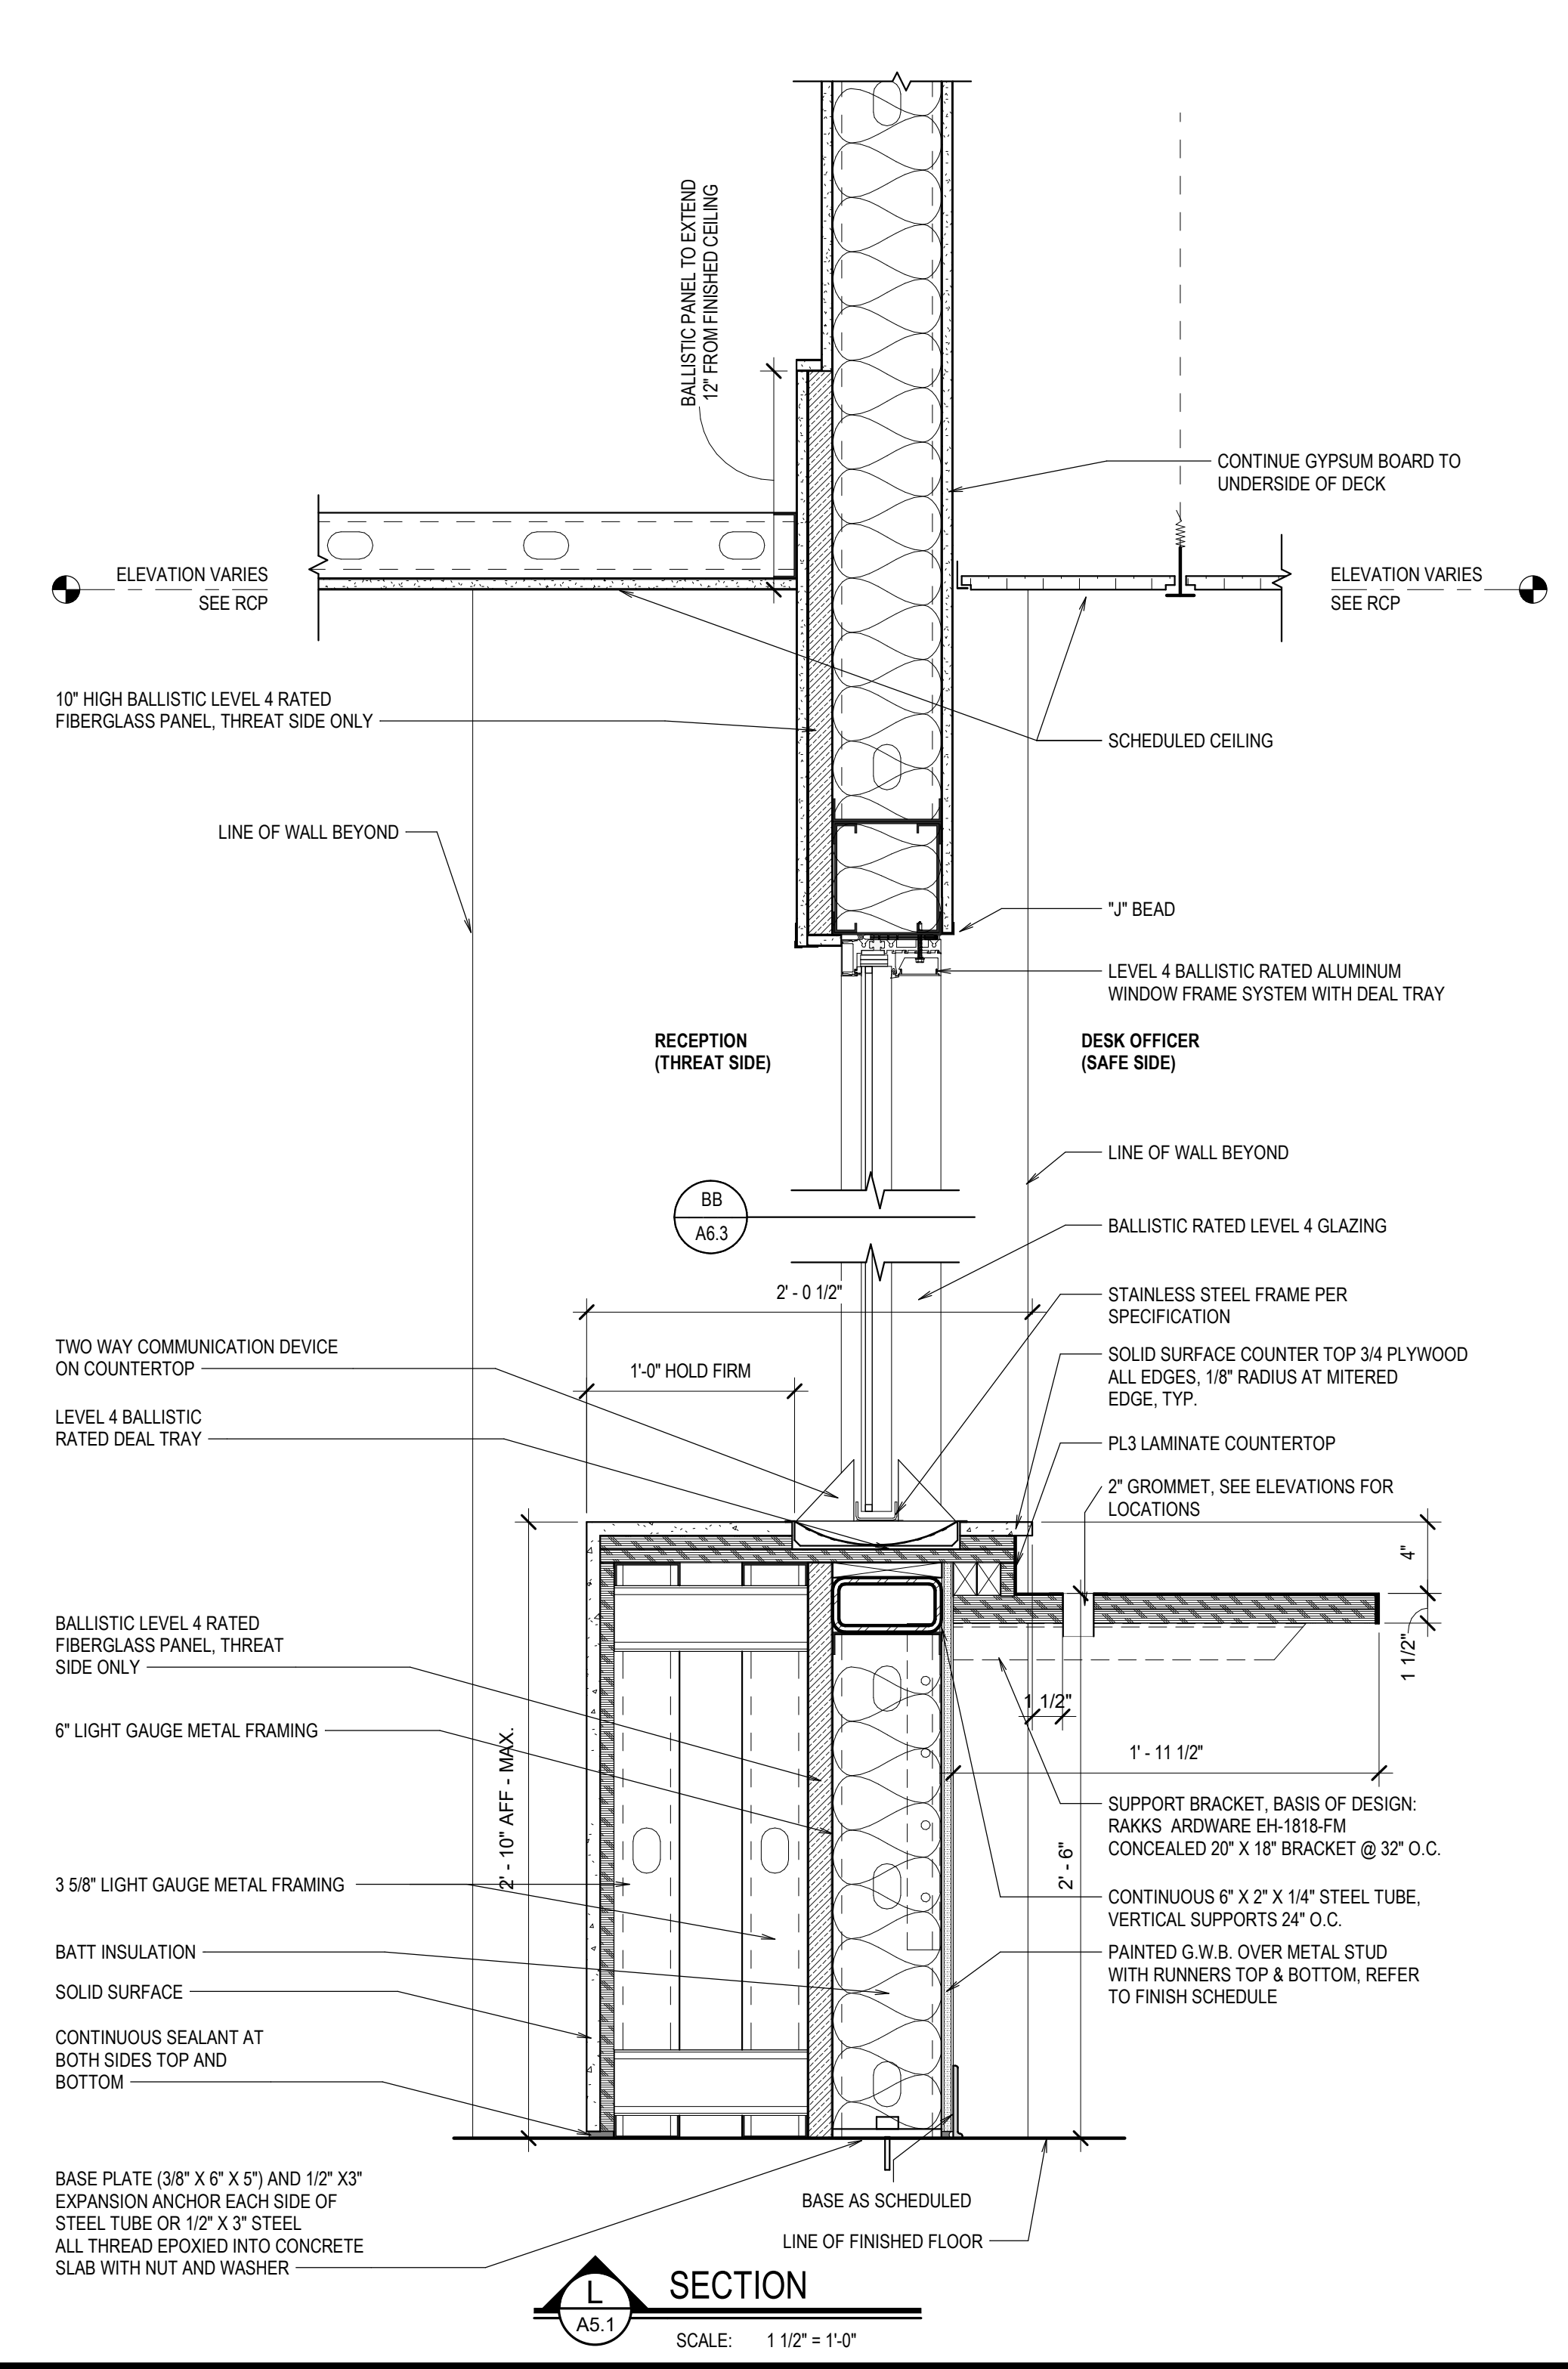 BALLISTIC PANEL TO EXTEND
12" FROM FINISHED CEILING
CONTINUE GYPSUM BOARD TO
UNDERSIDE OF DECK
ELEVATION VARIES
SEE RCP
ELEVATION VARIES
SEE RCP
10" HIGH BALLISTIC LEVEL 4 RATED
FIBERGLASS PANEL, THREAT SIDE ONLY
SCHEDULED CEILING
LINE OF WALL BEYOND
"J" BEAD
LEVEL 4 BALLISTIC RATED ALUMINUM
WINDOW FRAME SYSTEM WITH DEAL TRAY
RECEPTION
(THREAT SIDE)
DESK OFFICER
(SAFE SIDE)
LINE OF WALL BEYOND
BB
A6.3
BALLISTIC RATED LEVEL 4 GLAZING
2' - 0 1/2"
STAINLESS STEEL FRAME PER
SPECIFICATION
TWO WAY COMMUNICATION DEVICE
ON COUNTERTOP
1'-0" HOLD FIRM
SOLID SURFACE COUNTER TOP 3/4 PLYWOOD
ALL EDGES, 1/8" RADIUS AT MITERED
EDGE, TYP.
LEVEL 4 BALLISTIC
RATED DEAL TRAY
PL3 LAMINATE COUNTERTOP
2" GROMMET, SEE ELEVATIONS FOR
LOCATIONS
4"
1 1/2"
BALLISTIC LEVEL 4 RATED
FIBERGLASS PANEL, THREAT
SIDE ONLY
1 1/2"
6" LIGHT GAUGE METAL FRAMING
1' - 11 1/2"
2' - 10" AFF - MAX.
SUPPORT BRACKET, BASIS OF DESIGN:
RAKKS ARDWARE EH-1818-FM
CONCEALED 20" X 18" BRACKET @ 32" O.C.
2' - 6"
3 5/8" LIGHT GAUGE METAL FRAMING
CONTINUOUS 6" X 2" X 1/4" STEEL TUBE,
VERTICAL SUPPORTS 24" O.C.
BATT INSULATION
PAINTED G.W.B. OVER METAL STUD
WITH RUNNERS TOP & BOTTOM, REFER
TO FINISH SCHEDULE
SOLID SURFACE
CONTINUOUS SEALANT AT
BOTH SIDES TOP AND
BOTTOM
BASE PLATE (3/8" X 6" X 5") AND 1/2" X3"
EXPANSION ANCHOR EACH SIDE OF
STEEL TUBE OR 1/2" X 3" STEEL
ALL THREAD EPOXIED INTO CONCRETE
SLAB WITH NUT AND WASHER
BASE AS SCHEDULED
LINE OF FINISHED FLOOR
L
A5.1
SECTION
SCALE: 1 1/2" = 1'-0"